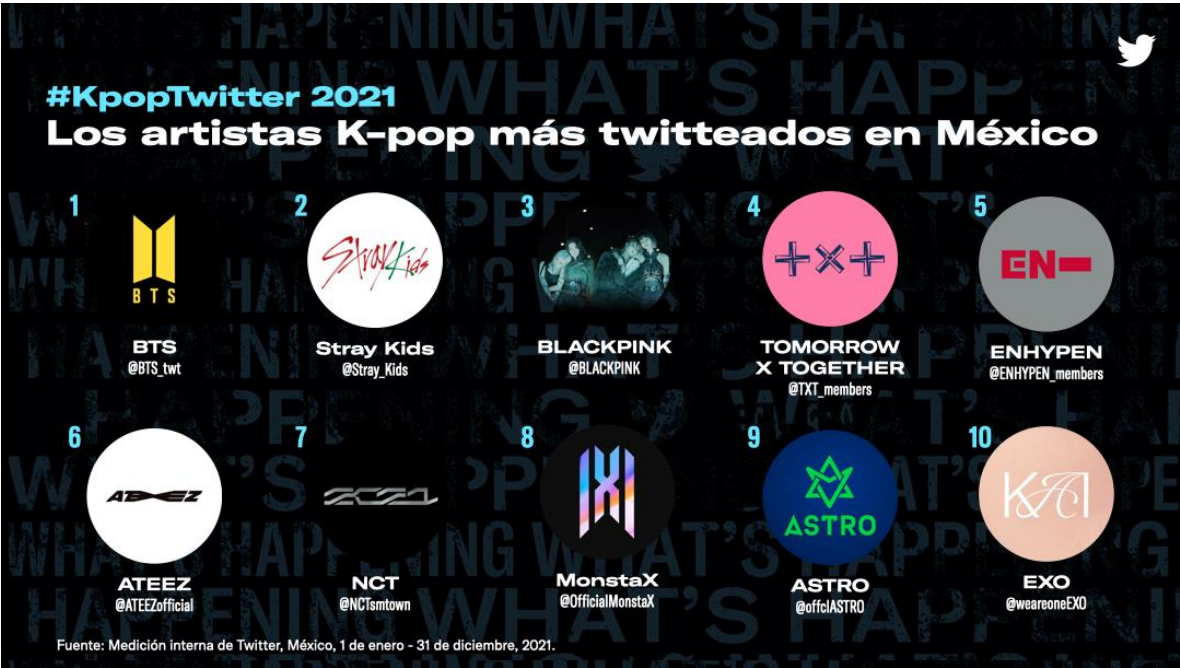 #KpopTwitter 2021
Los artistas K-pop más twitteados en México
1
BTS
BTS
@BTS_twt
2
Stray Kids
Stray Kids
@Stray_Kids
3
BLACKPINK
@BLACKPINK
4
+x+
TOMORROW
X TOGETHER
@TXT_members
5
EN-
ENHYPEN
@ENHYPEN_members
6
ATEEZ
ATEEZ
@ATEEZofficial
7
2021
NCT
@NCTsmtown
8
MonstaX
@OfficialMonstaX
9
ASTRO
ASTRO
@offclASTRO
10
KAI
EXO
@weareoneEXO
Fuente: Medición interna de Twitter, México, 1 de enero - 31 de diciembre, 2021.